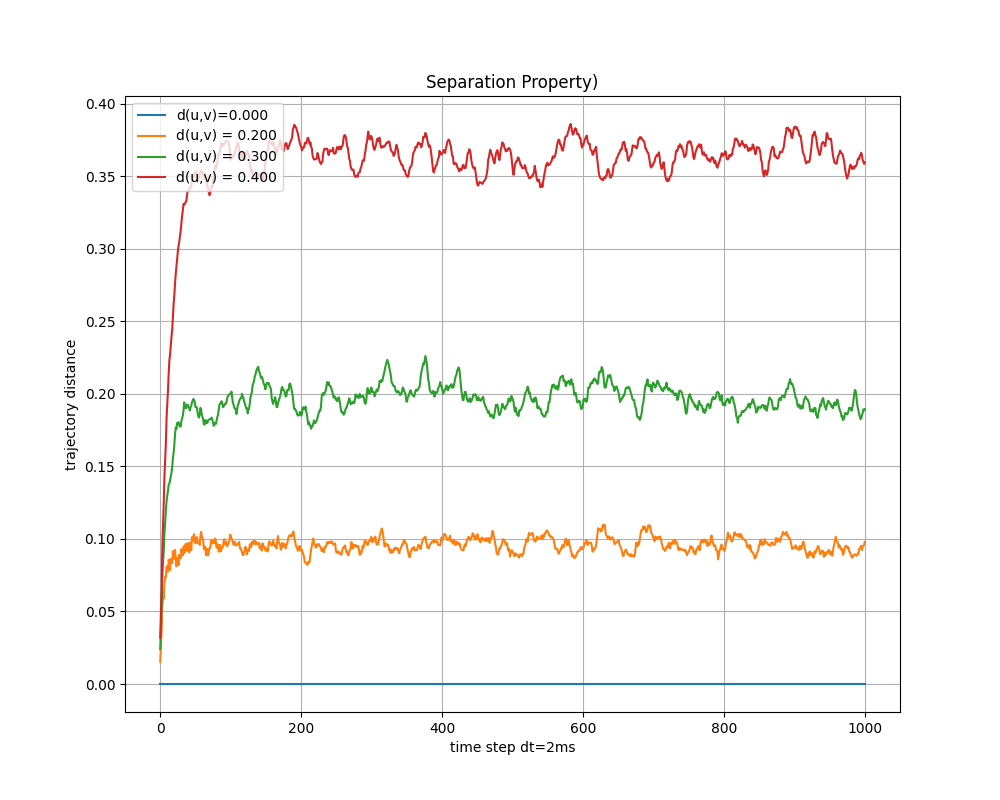 Separation Property)
0.40
0.35
0.30
0.25
0.20
0.15
0.10
0.05
0.00
trajectory distance
d(u,v)=0.000
d(u,v) = 0.200
d(u,v) = 0.300
d(u,v) = 0.400
0 200 400 600 800 1000
time step dt=2ms